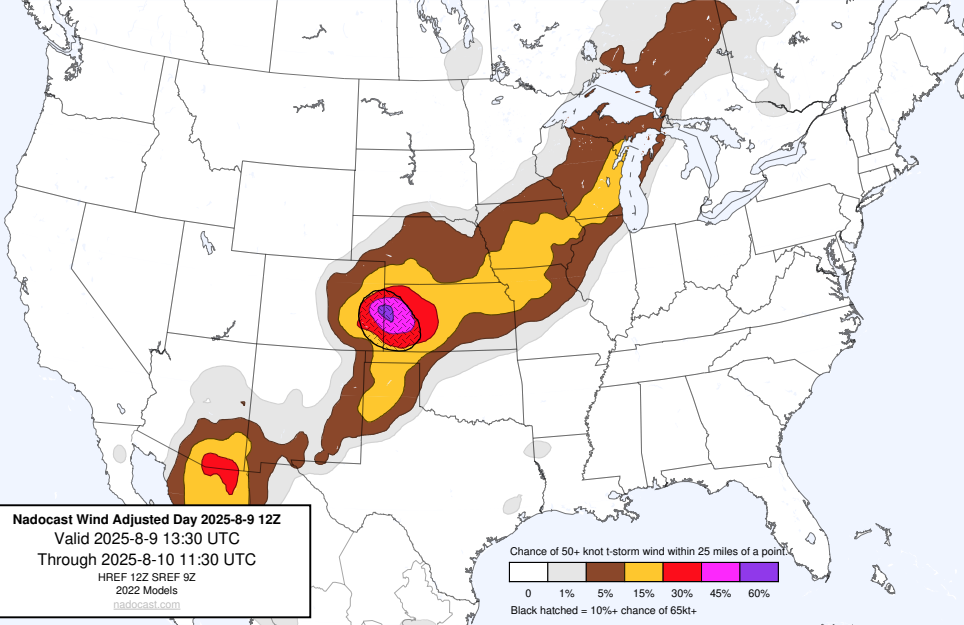 Nadocast Wind Adjusted Day 2025-8-9 12Z
Valid 2025-8-9 13:30 UTC
Through 2025-8-10 11:30 UTC
HREF 12Z SREF 9Z
2022 Models
nadocast.com
Chance of 50+ knot t-storm wind within 25 miles of a point.
0 1% 5% 15% 30% 45% 60%
Black hatched = 10%+ chance of 65kt+